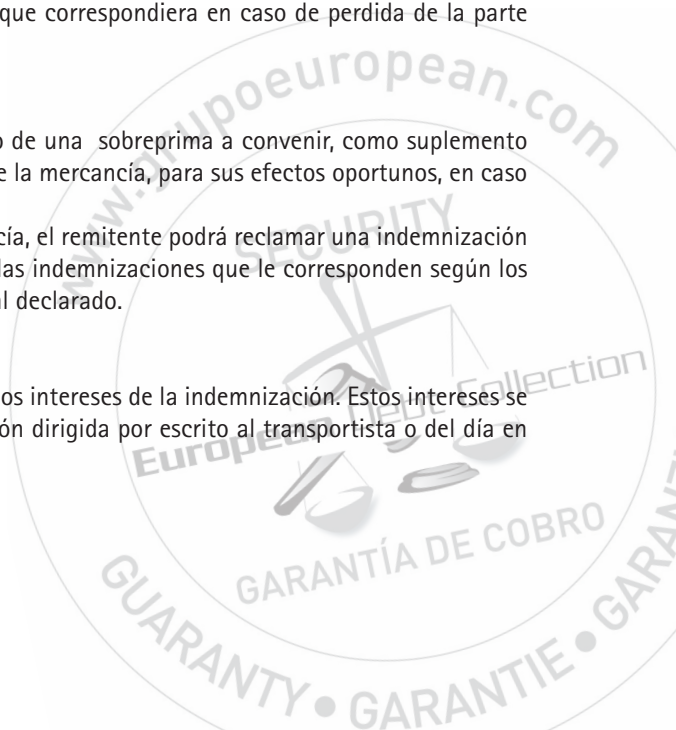 que correspondiera en caso de perdida de la parte
o de una sobreprima a convenir, como suplemento
e la mercancía, para sus efectos oportunos, en caso
cía, el remitente podrá reclamar una indemnización
las indemnizaciones que le corresponden según los
al declarado.
os intereses de la indemnización. Estos intereses se
ón dirigida por escrito al transportista o del día en
www.grupoeuropean.com
SECURITY
European Debt Collection
GARANTÍA DE COBRO
GUARANTY • GARANTIE •